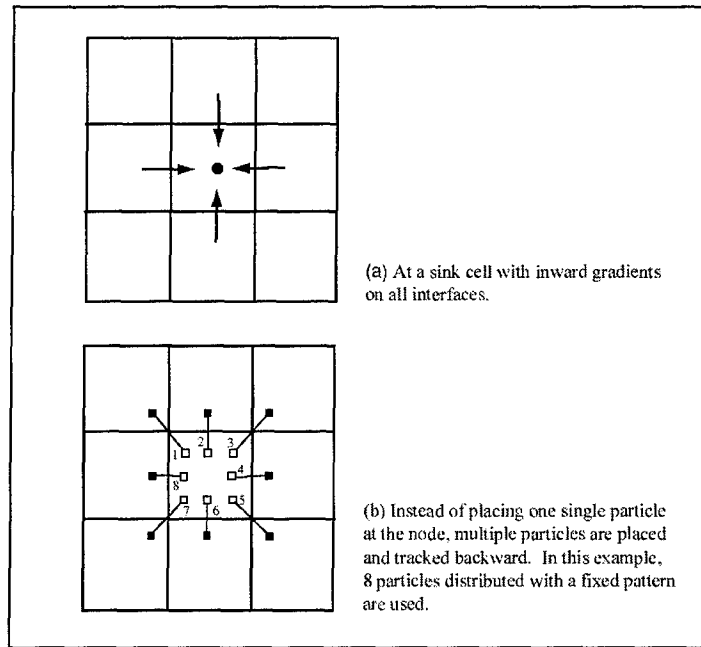 (a) At a sink cell with inward gradients
on all interfaces.
1
2
3
4
8
7
6
5
(b) Instead of placing one single particle
at the node, multiple particles are placed
and tracked backward. In this example,
8 particles distributed with a fixed pattern
are used.